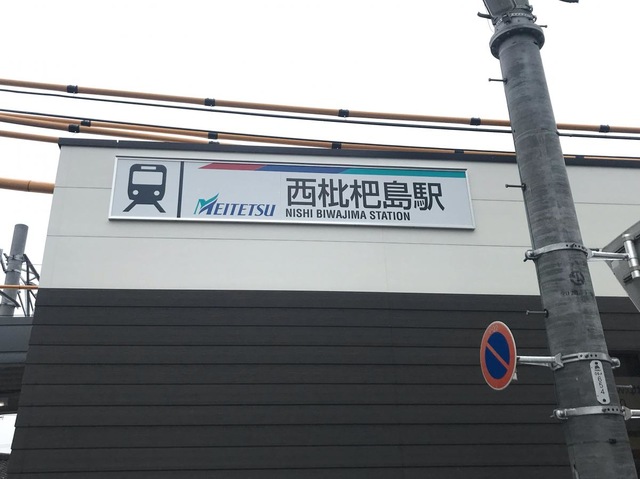 西枇杷島駅
MEITETSU
NISHI BIWAJIMA STATION